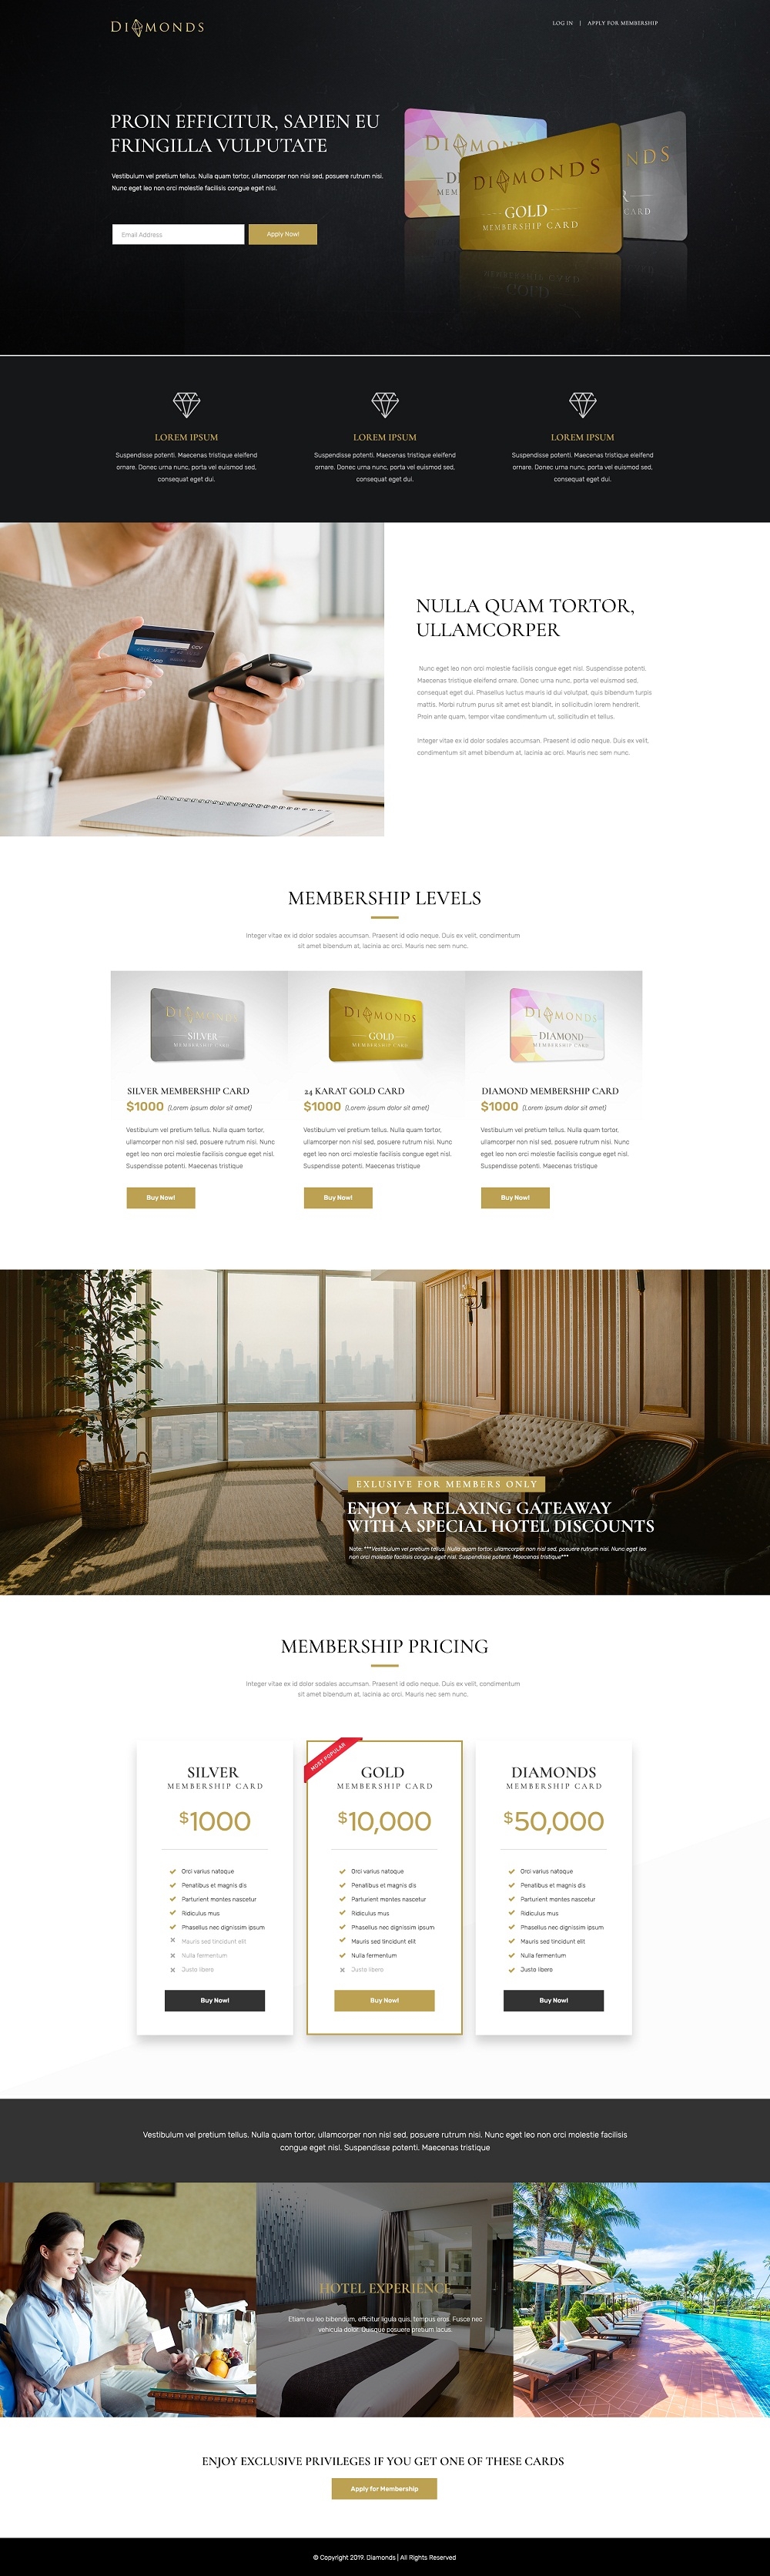 DIAMONDS
LOG IN | APPLY FOR MEMBERSHIP
PROIN EFFICITUR, SAPIEN EU
FRINGILLA VULPUTATE
Vestibulum vel pretium tellus. Nulla quam tortor, ullamcorper non nisl sed, posuere rutrum nisi.
Nunc eget leo non orci molestie facilisis congue eget nisl.
Email Address
Apply Now!
DIAMONDS
GOLD
MEMBERSHIP CARD
LOREM IPSUM
Suspendisse potenti. Maecenas tristique eleifend
ornare. Donec urna nunc, porta vel euismod sed,
consequat eget dui.
LOREM IPSUM
Suspendisse potenti. Maecenas tristique eleifend
ornare. Donec urna nunc, porta vel euismod sed,
consequat eget dui.
LOREM IPSUM
Suspendisse potenti. Maecenas tristique eleifend
ornare. Donec urna nunc, porta vel euismod sed,
consequat eget dui.
NULLA QUAM TORTOR,
ULLAMCORPER
Nunc eget leo non orci molestie facilisis congue eget nisl. Suspendisse potenti.
Maecenas tristique eleifend ornare. Donec urna nunc, porta vel euismod sed,
consequat eget dui. Phasellus luctus mauris id dui volutpat, quis bibendum turpis
mattis. Morbi rutrum purus sit amet est blandit, in sollicitudin lorem hendrerit.
Proin ante quam, tempor vitae condimentum ut, sollicitudin et tellus.
Integer vitae ex id dolor sodales accumsan. Praesent id odio neque. Duis ex velit,
condimentum sit amet bibendum at, lacinia ac orci. Mauris nec sem nunc.
MEMBERSHIP LEVELS
Integer vitae ex id dolor sodales accumsan. Praesent id odio neque. Duis ex velit, condimentum
sit amet bibendum at, lacinia ac orci. Mauris nec sem nunc.
DIAMONDS
SILVER
MEMBERSHIP CARD
SILVER MEMBERSHIP CARD
$1000 (Lorem ipsum dolor sit amet)
Vestibulum vel pretium tellus. Nulla quam tortor,
ullamcorper non nisl sed, posuere rutrum nisi. Nunc
eget leo non orci molestie facilisis congue eget nisl.
Suspendisse potenti. Maecenas tristique
Buy Now!
DIAMONDS
GOLD
MEMBERSHIP CARD
24 KARAT GOLD CARD
$1000 (Lorem ipsum dolor sit amet)
Vestibulum vel pretium tellus. Nulla quam tortor,
ullamcorper non nisl sed, posuere rutrum nisi. Nunc
eget leo non orci molestie facilisis congue eget nisl.
Suspendisse potenti. Maecenas tristique
Buy Now!
DIAMONDS
DIAMOND
MEMBERSHIP CARD
DIAMOND MEMBERSHIP CARD
$1000 (Lorem ipsum dolor sit amet)
Vestibulum vel pretium tellus. Nulla quam tortor,
ullamcorper non nisl sed, posuere rutrum nisi. Nunc
eget leo non orci molestie facilisis congue eget nisl.
Suspendisse potenti. Maecenas tristique
Buy Now!
EXLUSIVE FOR MEMBERS ONLY
ENJOY A RELAXING GATEAWAY
WITH A SPECIAL HOTEL DISCOUNTS
Note: ***Vestibulum vel pretium tellus. Nulla quam tortor, ullamcorper non nisl sed, posuere rutrum nisi. Nunc eget leo
non orci molestie facilisis congue eget nisl. Suspendisse potenti. Maecenas tristique***
MEMBERSHIP PRICING
Integer vitae ex id dolor sodales accumsan. Praesent id odio neque. Duis ex velit, condimentum
sit amet bibendum at, lacinia ac orci. Mauris nec sem nunc.
SILVER
MEMBERSHIP CARD
$1000
Orci varius natoque
Penatibus et magnis dis
Parturient montes nascetur
Ridiculus mus
Phasellus nec dignissim ipsum
Mauris sed tincidunt elit
Nulla fermentum
Justo libero
Buy Now!
MOST POPULAR
GOLD
MEMBERSHIP CARD
$10,000
Orci varius natoque
Penatibus et magnis dis
Parturient montes nascetur
Ridiculus mus
Phasellus nec dignissim ipsum
Mauris sed tincidunt elit
Nulla fermentum
Justo libero
Buy Now!
DIAMONDS
MEMBERSHIP CARD
$50,000
Orci varius natoque
Penatibus et magnis dis
Parturient montes nascetur
Ridiculus mus
Phasellus nec dignissim ipsum
Mauris sed tincidunt elit
Nulla fermentum
Justo libero
Buy Now!
Vestibulum vel pretium tellus. Nulla quam tortor, ullamcorper non nisl sed, posuere rutrum nisi. Nunc eget leo non orci molestie facilisis
congue eget nisl. Suspendisse potenti. Maecenas tristique
HOTEL EXPERIENCE
Etiam eu leo bibendum, efficitur ligula quis, tempus eros. Fusce nec
vehicula dolor. Quisque posuere pretium lacus.
ENJOY EXCLUSIVE PRIVILEGES IF YOU GET ONE OF THESE CARDS
Apply for Membership
© Copyright 2019. Diamonds | All Rights Reserved